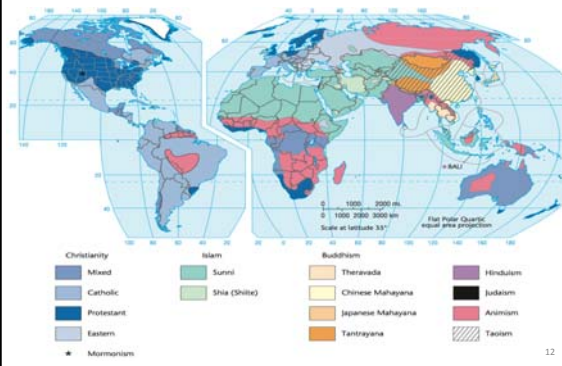 BALI
0 1000 2000 mi.
0 1000 2000 3000 km
Scale at latitude 35°
Flat Polar Quartic
equal area projection
Christianity
Mixed
Catholic
Protestant
Eastern
Mormonism
Islam
Sunni
Shia (Shiite)
Buddhism
Theravada
Chinese Mahayana
Japanese Mahayana
Tantrayana
Hinduism
Judaism
Animism
Taoism
12